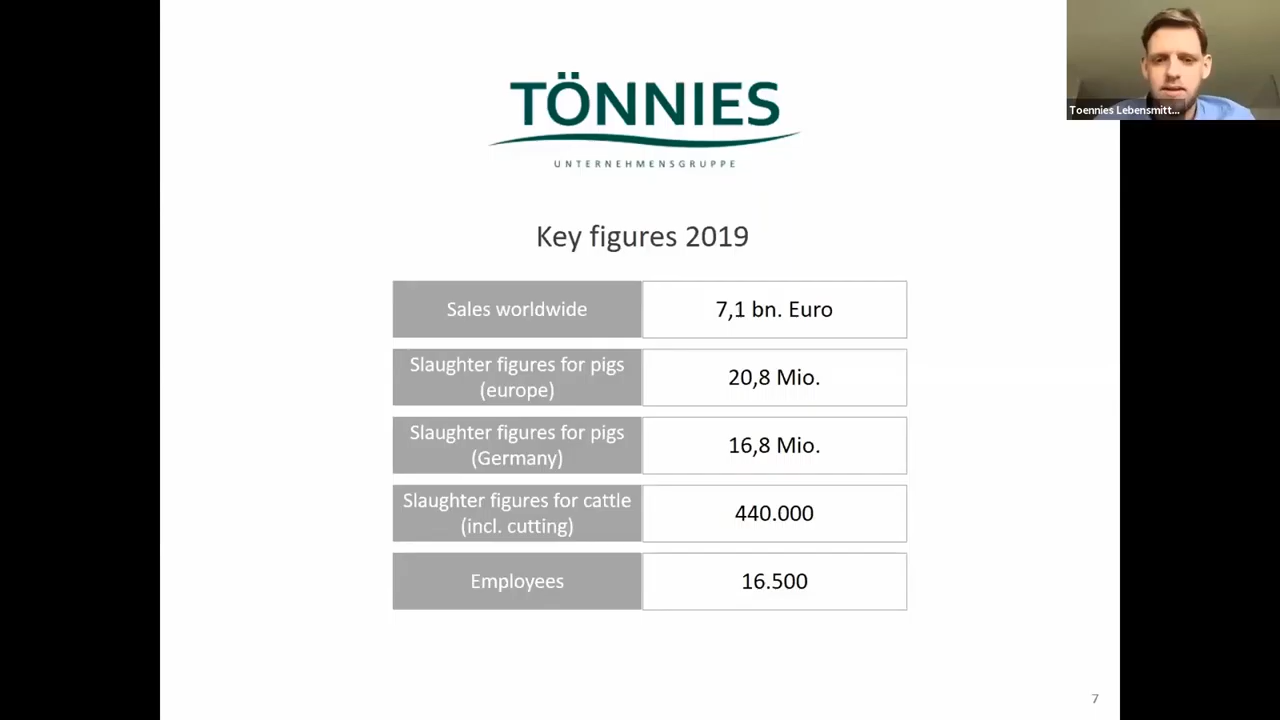 TÖNNIES
UNTERNEHMENSGRUPPE
Toennies Lebensmitt...
Key figures 2019
Sales worldwide
7,1 bn. Euro
Slaughter figures for pigs
(europe)
20,8 Mio.
Slaughter figures for pigs
(Germany)
16,8 Mio.
Slaughter figures for cattle
(incl. cutting)
440.000
Employees
16.500
7